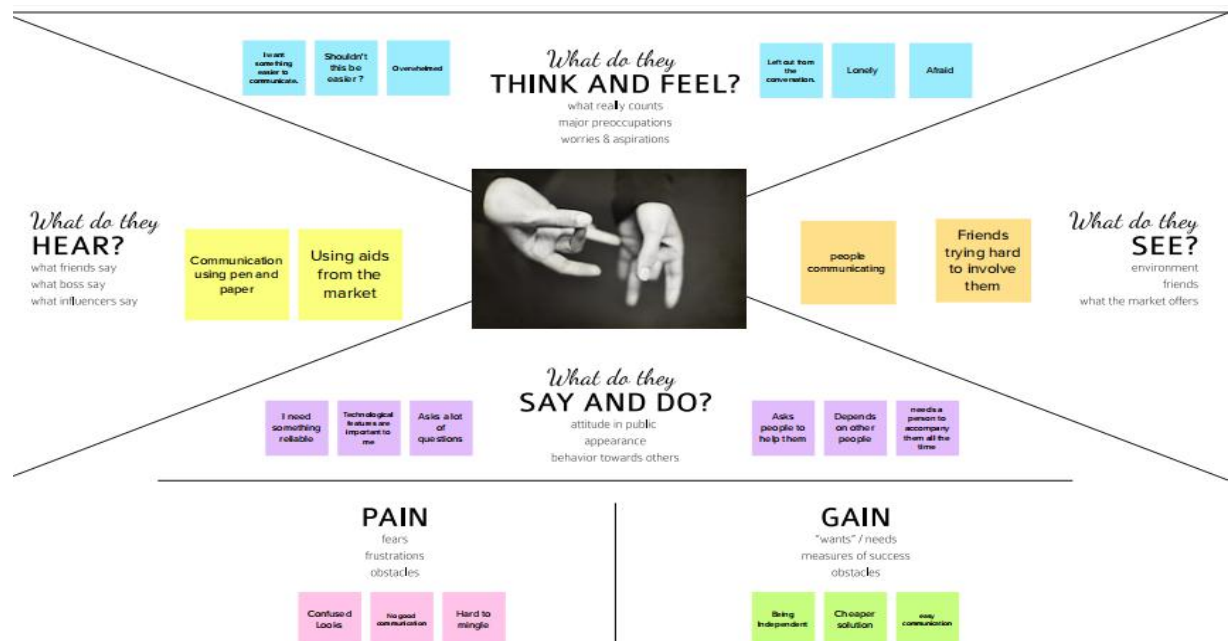 I want
something
easier to
communicate.
Shouldn't
this be
easier ?
Overwhelmed
What do they
THINK AND FEEL?
what really counts
major preoccupations
worries & aspirations
Left out from
the
conversation.
Lonely
Afraid
What do they
HEAR?
what friends say
what boss say
what influencers say
Communication
using pen and
paper
Using aids
from the
market
people
communicating
Friends
trying hard
to involve
them
What do they
SEE?
environment
friends
what the market offers
What do they
SAY AND DO?
attitude in public
appearance
behavior towards others
I need
something
reliable
Technological
features are
important to
me
Asks a lot
of
questions
Asks
people to
help them
Depends
on other
people
needs a
person to
accompany
them all the
time
PAIN
fears
frustrations
obstacles
Confused
Looks
No good
communication
Hard to
mingle
GAIN
"wants" / needs
measures of success
obstacles
Being
Independent
Cheaper
solution
easy
communication